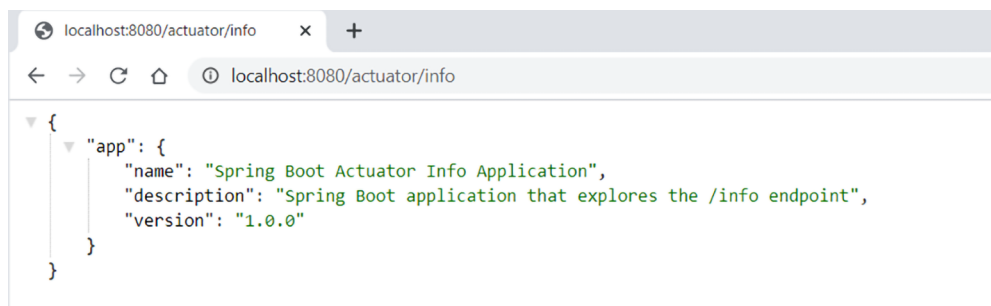 localhost:8080/actuator/info
localhost:8080/actuator/info
{
"app": {
"name": "Spring Boot Actuator Info Application",
"description": "Spring Boot application that explores the /info endpoint",
"version": "1.0.0"
}
}